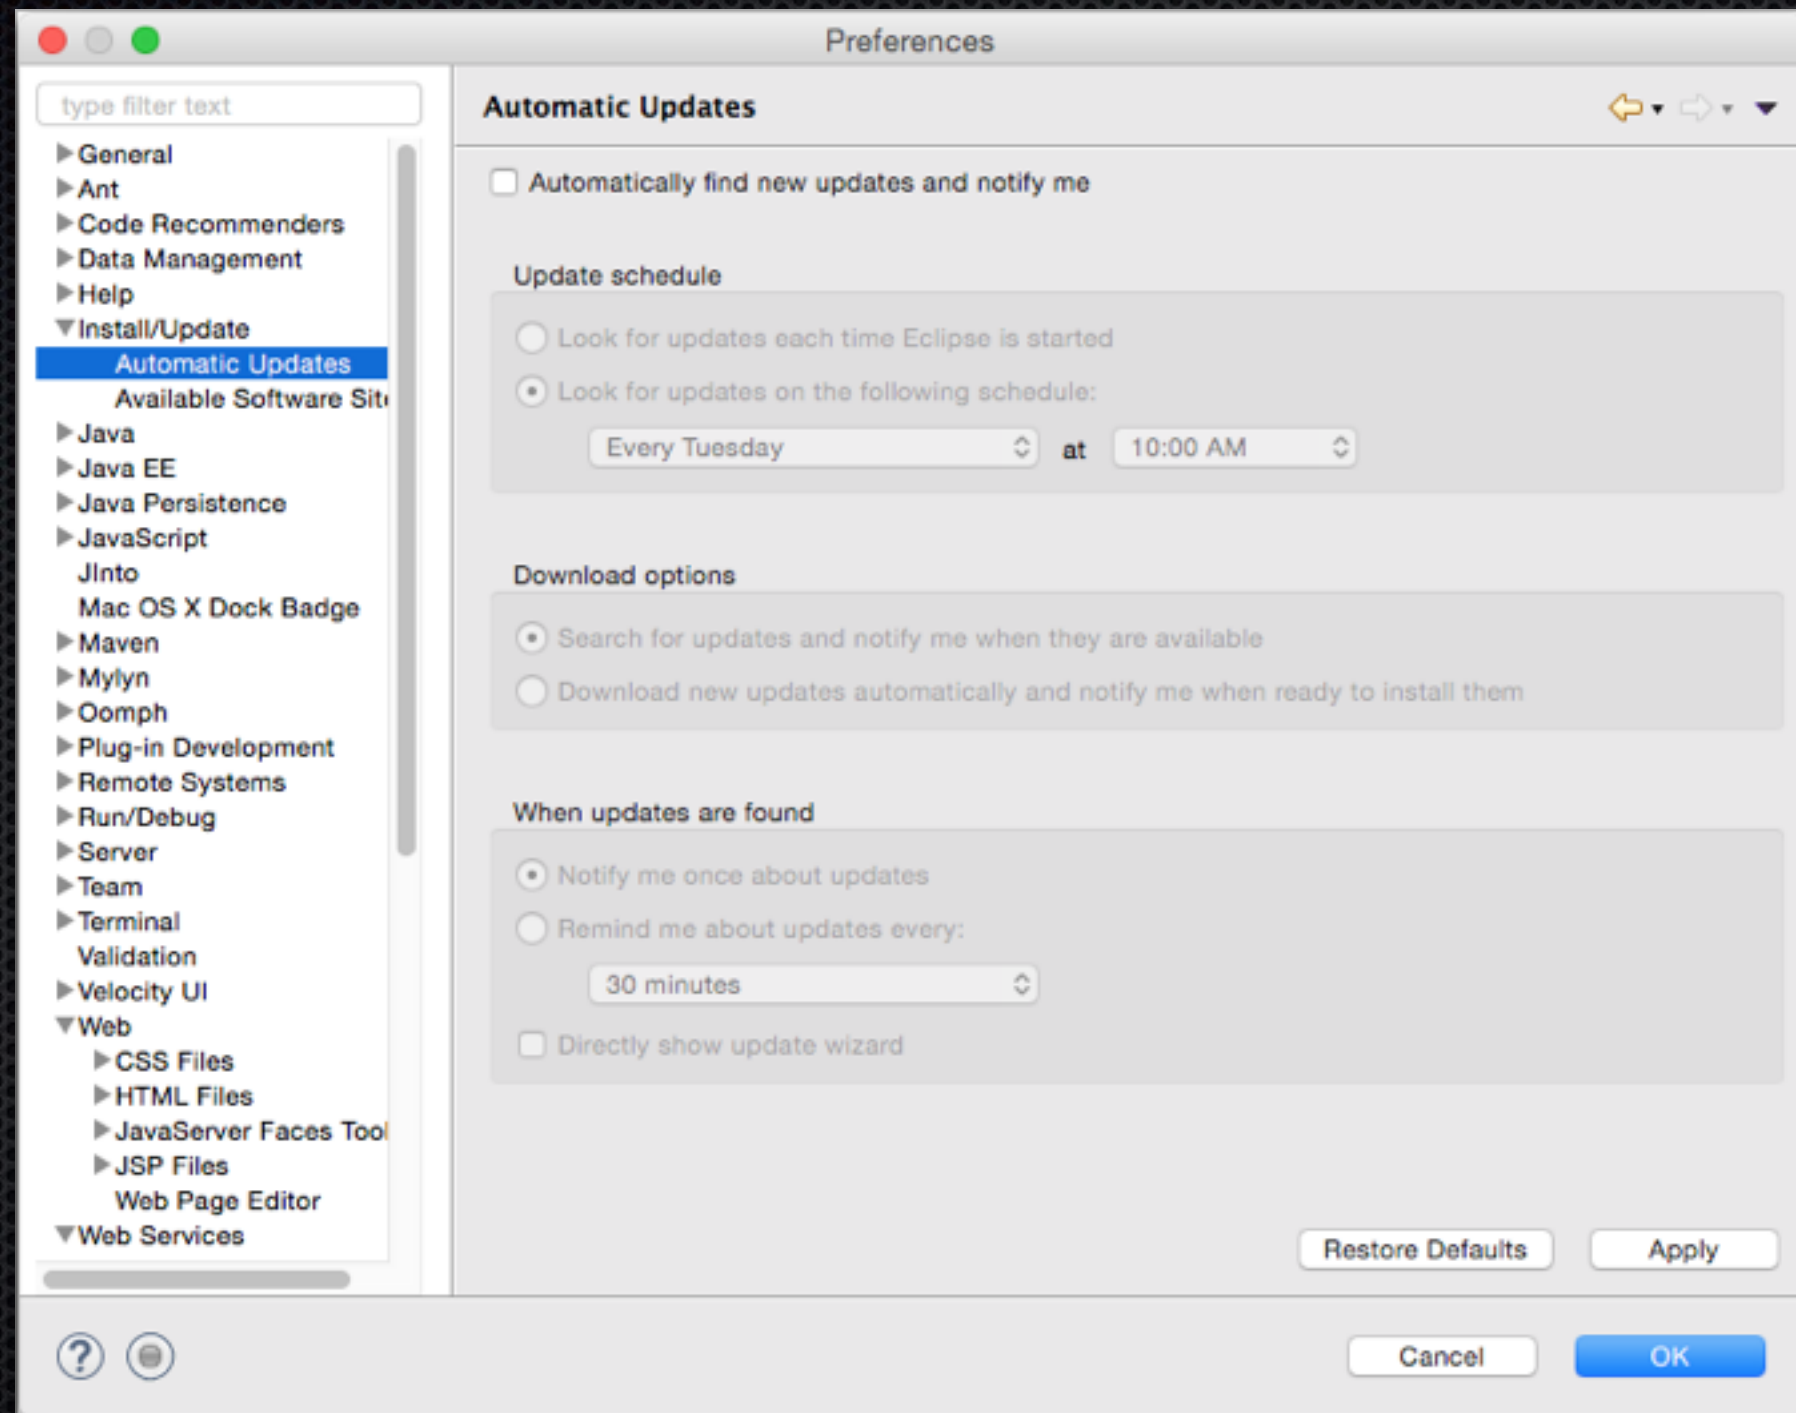 Preferences
type filter text
General
Ant
Code Recommenders
Data Management
Help
Install/Update
Automatic Updates
Available Software Sit
Java
Java EE
Java Persistence
JavaScript
JInto
Mac OS X Dock Badge
Maven
Mylyn
Oomph
Plug-in Development
Remote Systems
Run/Debug
Server
Team
Terminal
Validation
Velocity UI
Web
CSS Files
HTML Files
JavaServer Faces Tool
JSP Files
Web Page Editor
Web Services
Automatic Updates
Automatically find new updates and notify me
Update schedule
Look for updates each time Eclipse is started
Look for updates on the following schedule:
Every Tuesday at 10:00 AM
Download options
Search for updates and notify me when they are available
Download new updates automatically and notify me when ready to install them
When updates are found
Notify me once about updates
Remind me about updates every:
30 minutes
Directly show update wizard
Restore Defaults Apply
? Cancel OK